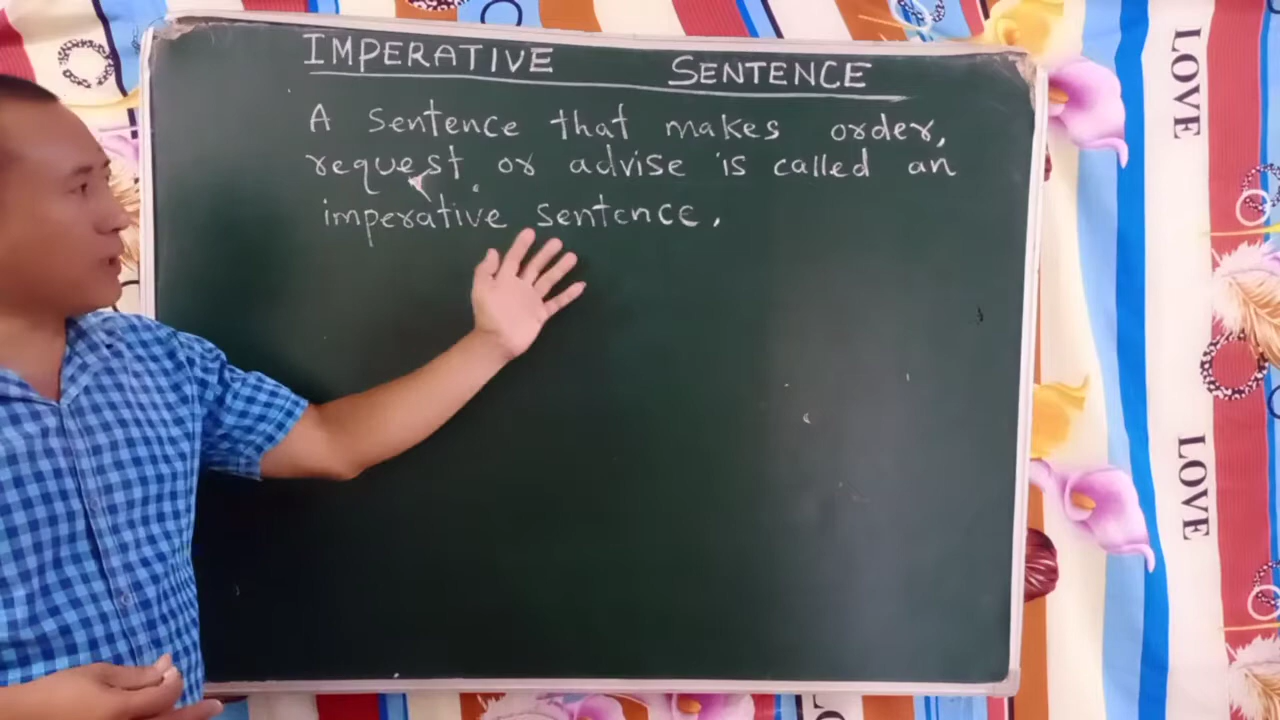 IMPERATIVE SENTENCE
A sentence that makes order,
request or advise is called an
imperative sentence.
LOVE
LOVE